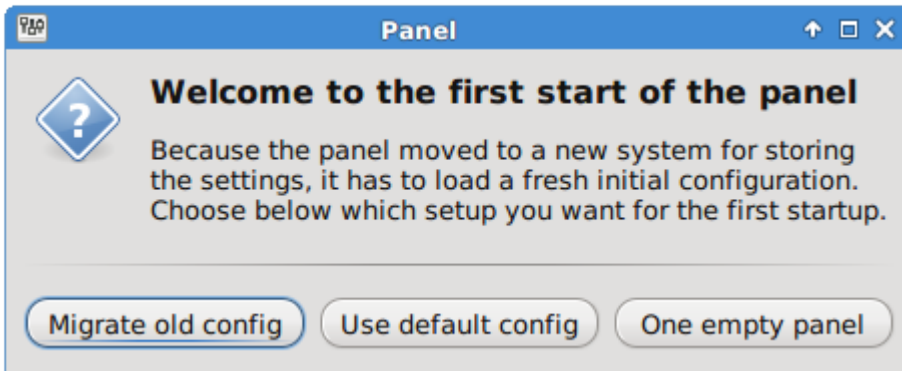 Panel
Welcome to the first start of the panel
Because the panel moved to a new system for storing
the settings, it has to load a fresh initial configuration.
Choose below which setup you want for the first startup.
Migrate old config
Use default config
One empty panel